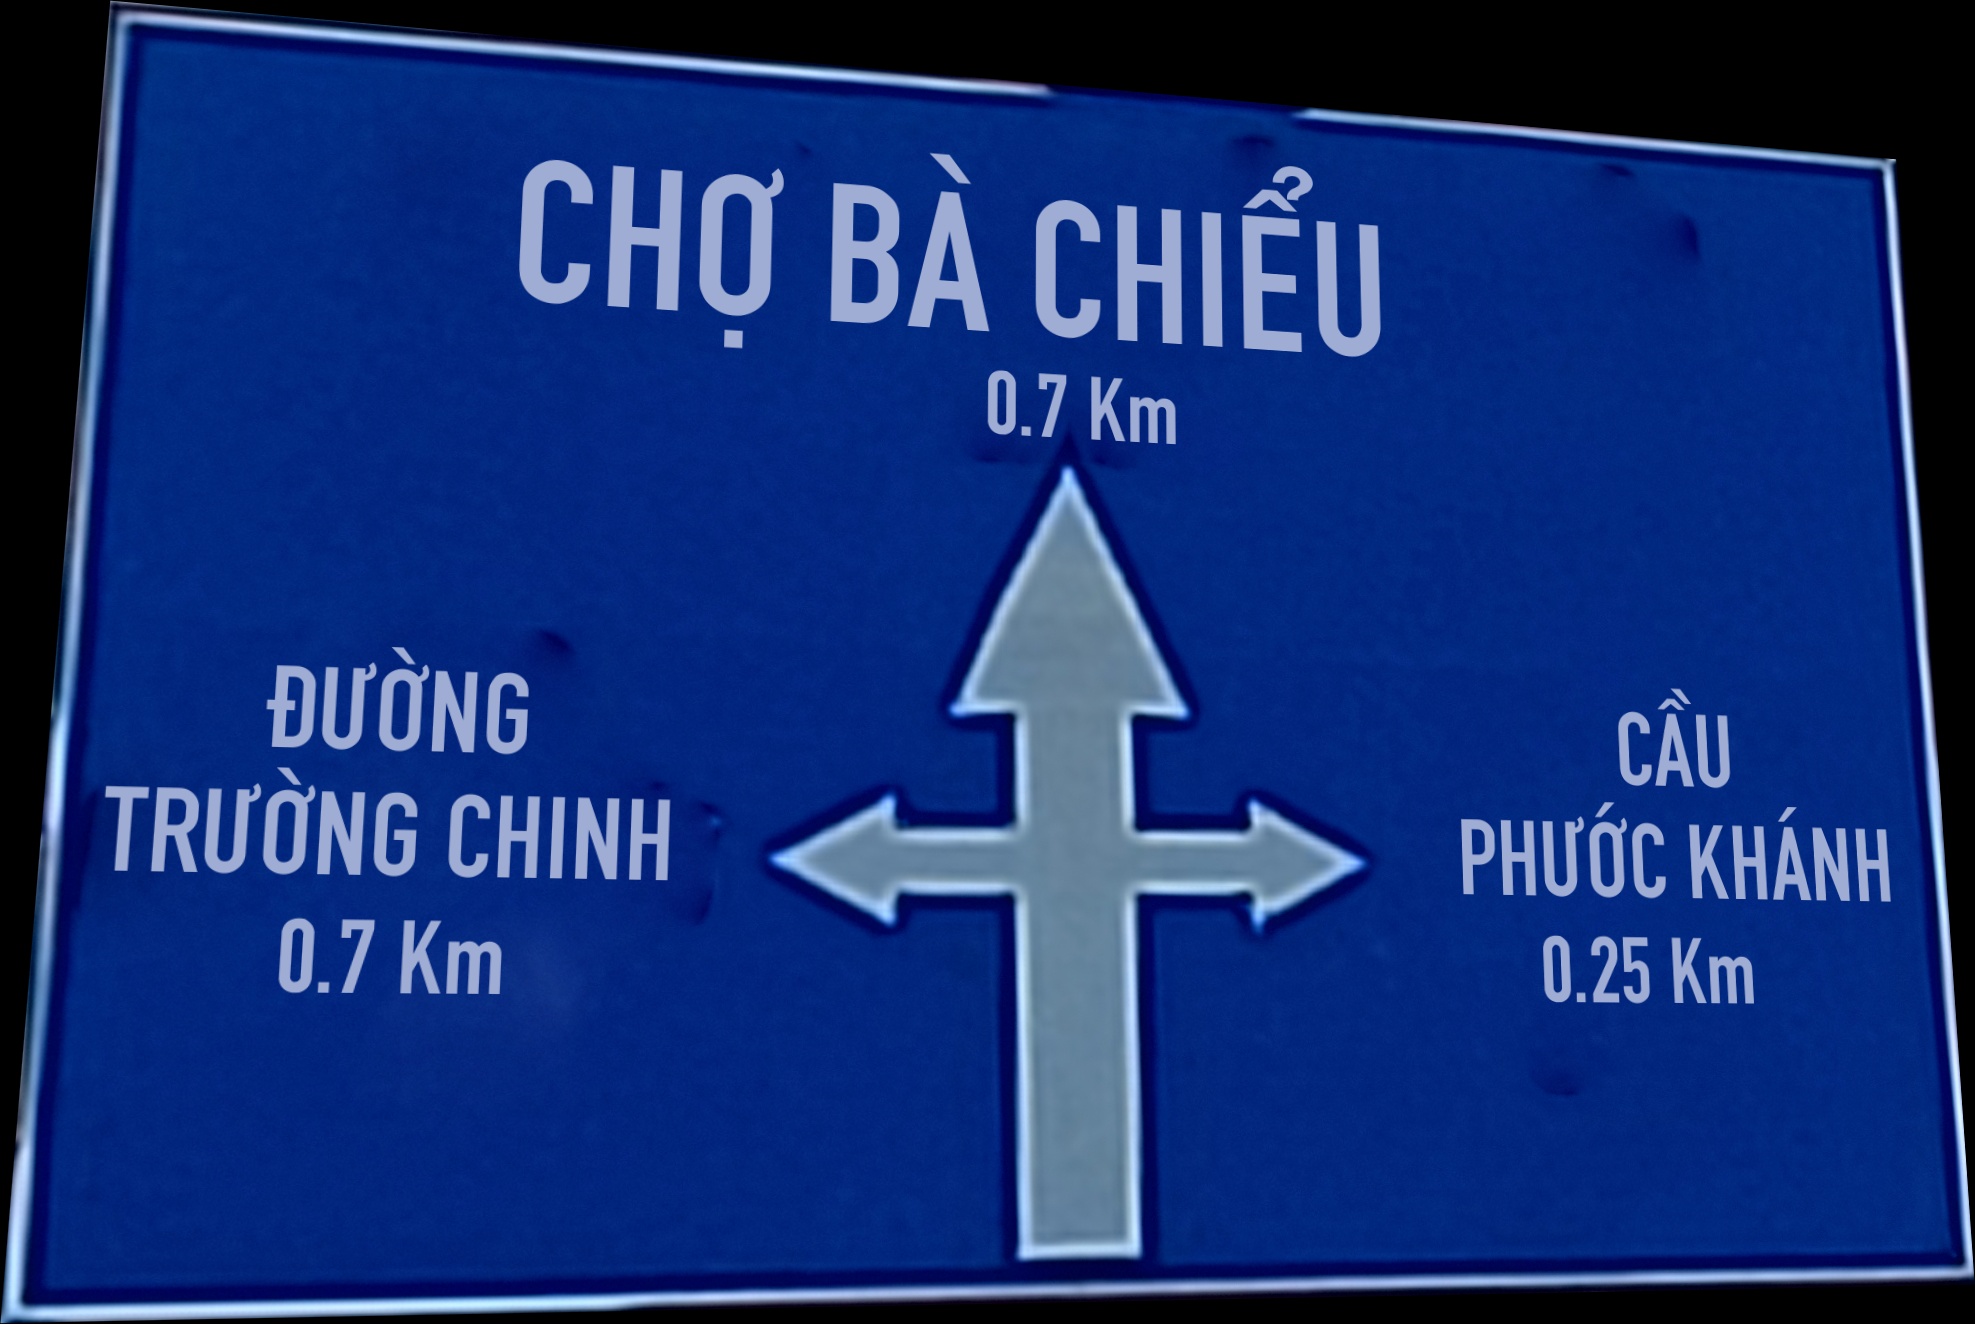 CHỢ BÀ CHIỂU
0.7 Km
ĐƯỜNG
TRƯỜNG CHINH
0.7 Km
CẦU
PHƯỚC KHÁNH
0.25 Km